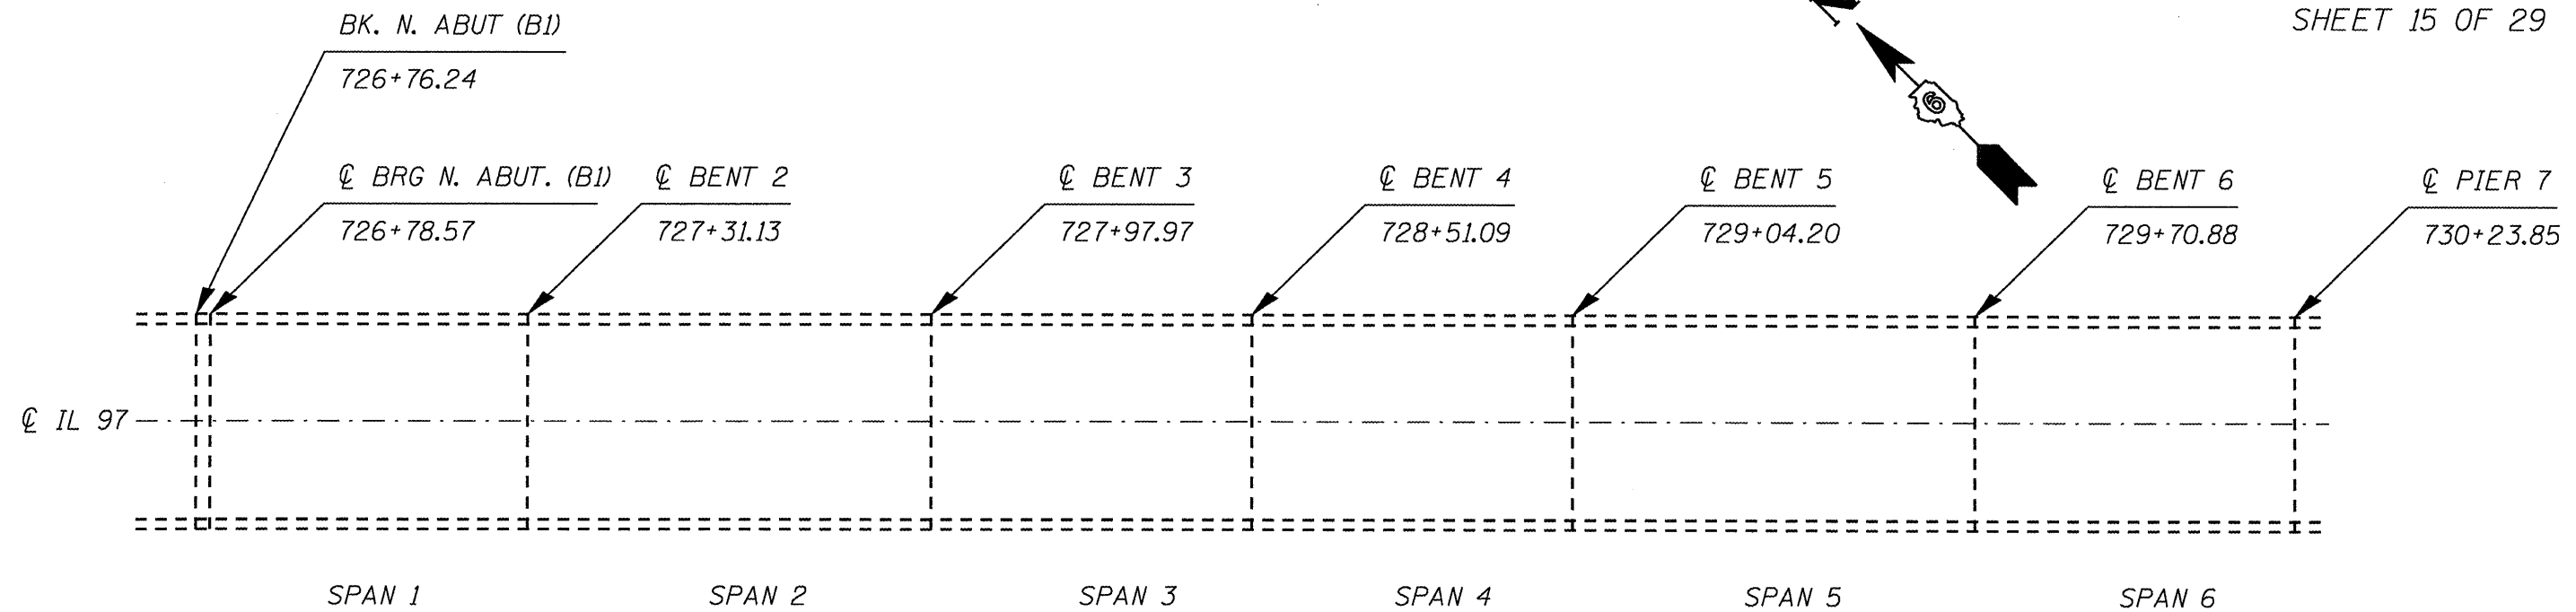 SHEET 15 OF 29
BK. N. ABUT (B1)
726+76.24
℄ BRG N. ABUT. (B1)
726+78.57
℄ BENT 2
727+31.13
℄ BENT 3
727+97.97
℄ BENT 4
728+51.09
℄ BENT 5
729+04.20
℄ BENT 6
729+70.88
℄ PIER 7
730+23.85
6
℄ IL 97
SPAN 1
SPAN 2
SPAN 3
SPAN 4
SPAN 5
SPAN 6